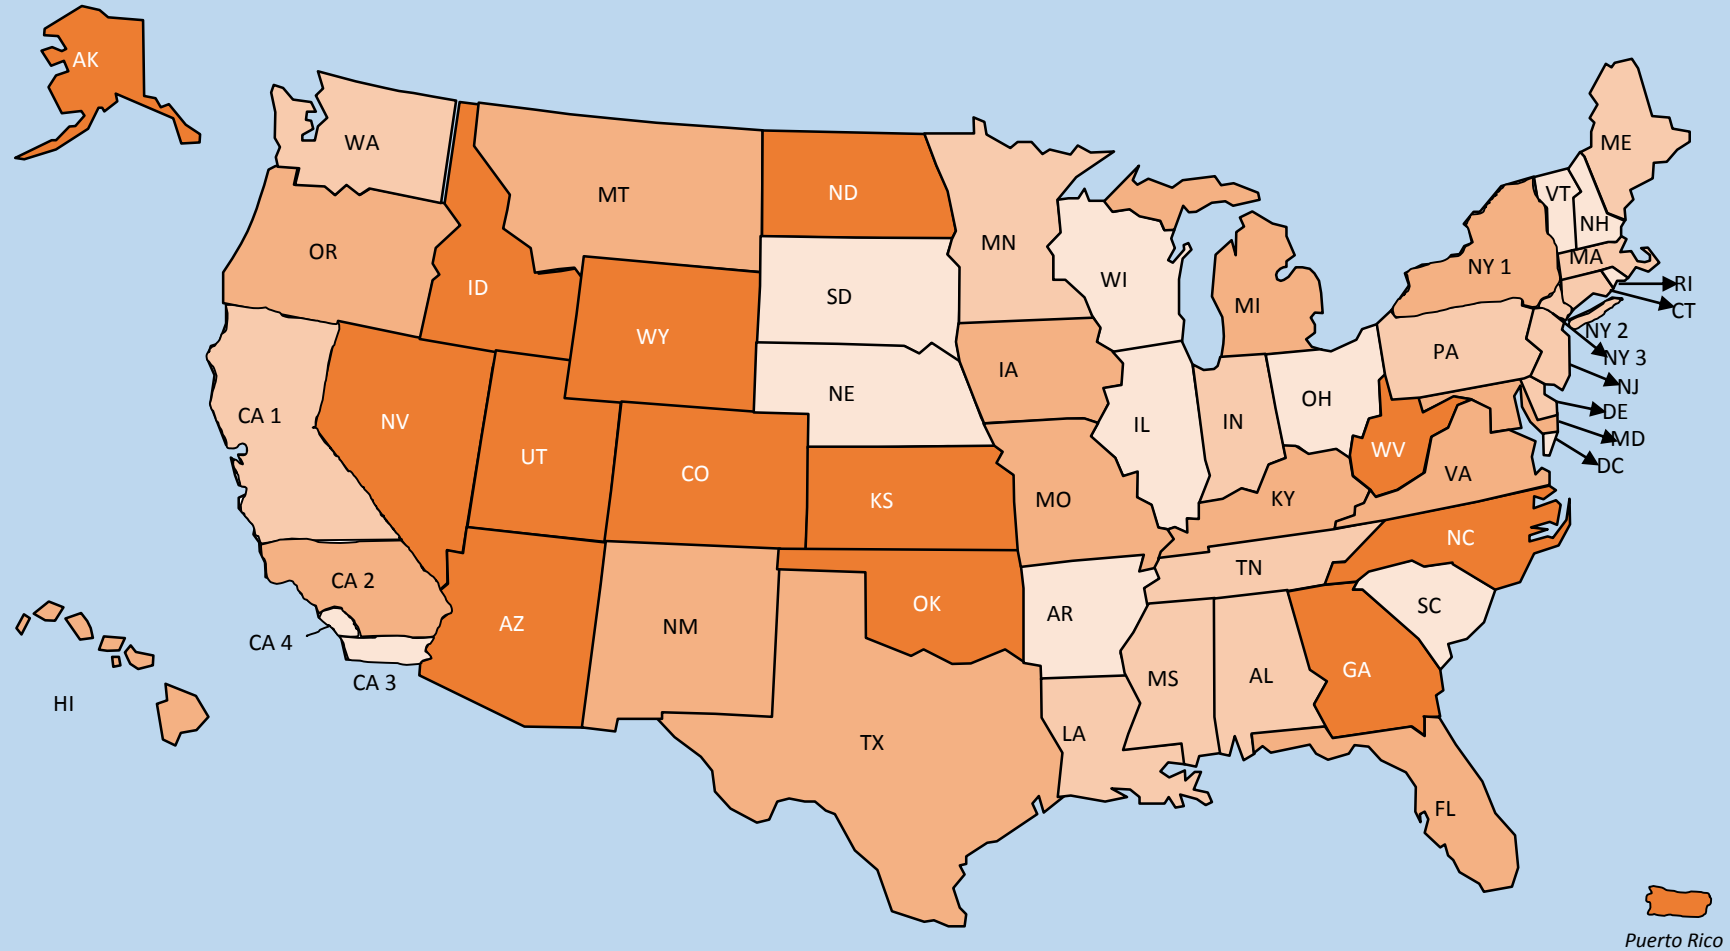 AK
WA
ME
MT
ND
VT
NH
OR
MN
MA
NY 1
WI
RI
ID
SD
MI
CT
WY
NY 2
PA
NY 3
IA
NJ
NE
OH
DE
CA 1
NV
IN
IL
MD
WV
UT
DC
CO
VA
KS
MO
KY
NC
TN
CA 2
OK
SC
AR
AZ
NM
CA 4
GA
MS
AL
CA 3
HI
LA
TX
FL
Puerto Rico